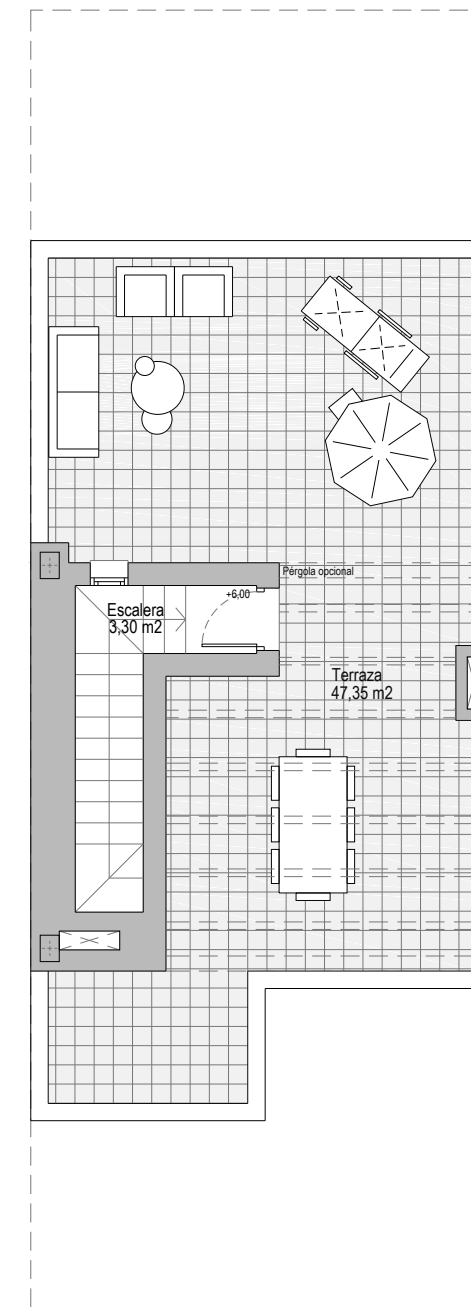 Pérgola opcional
+6,00
Escalera
3,30 m2
Terraza
47,35 m2